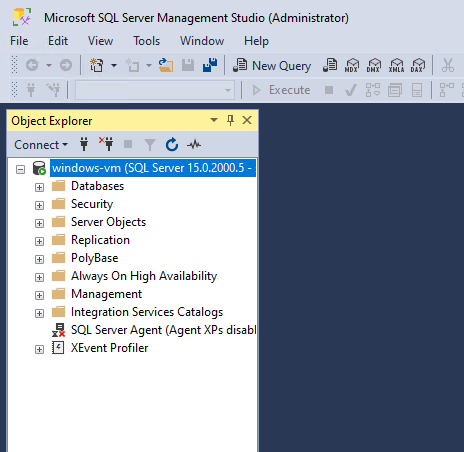 Microsoft SQL Server Management Studio (Administrator)
File Edit View Tools Window Help
New Query MDX DMX XMLA DAX
Execute
Object Explorer
Connect
windows-vm (SQL Server 15.0.2000.5 -
Databases
Security
Server Objects
Replication
PolyBase
Always On High Availability
Management
Integration Services Catalogs
SQL Server Agent (Agent XPs disabl
XEvent Profiler